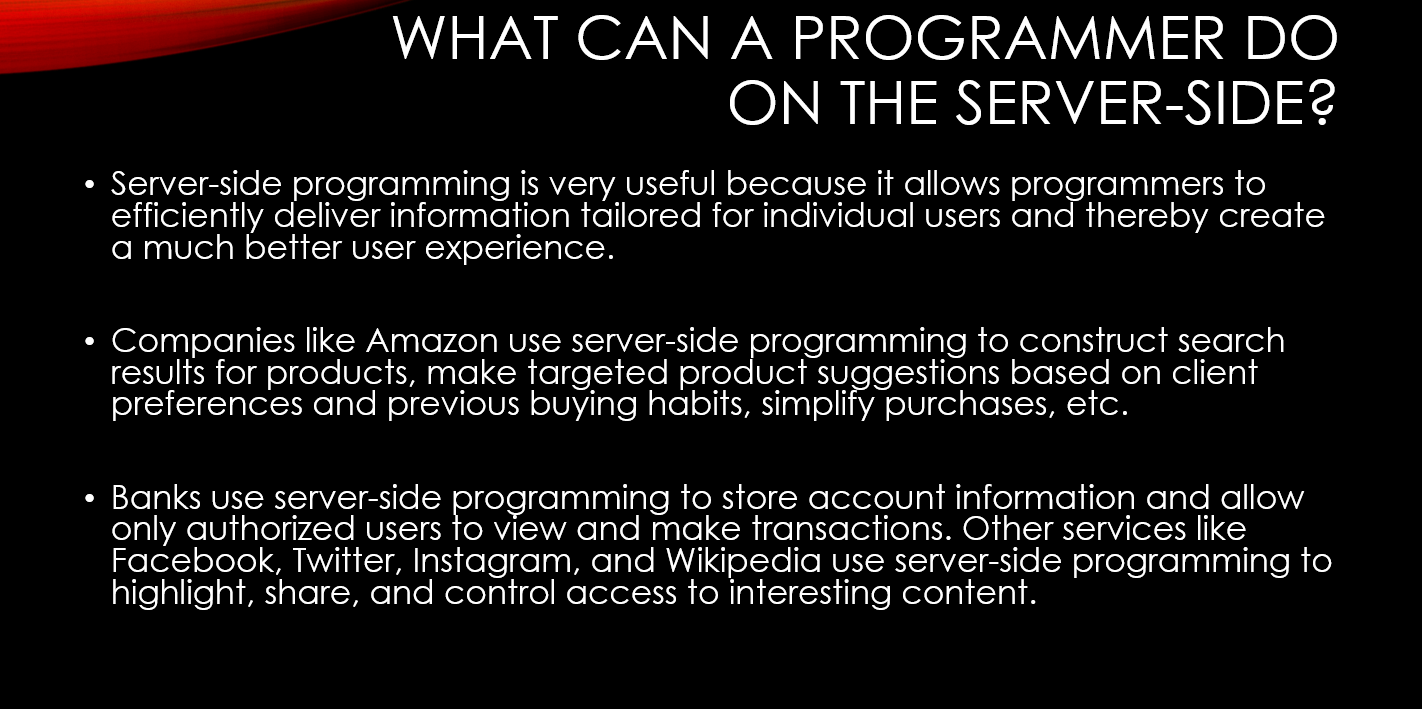 WHAT CAN A PROGRAMMER DO
ON THE SERVER-SIDE?
• Server-side programming is very useful because it allows programmers to
efficiently deliver information tailored for individual users and thereby create
a much better user experience.
• Companies like Amazon use server-side programming to construct search
results for products, make targeted product suggestions based on client
preferences and previous buying habits, simplify purchases, etc.
• Banks use server-side programming to store account information and allow
only authorized users to view and make transactions. Other services like
Facebook, Twitter, Instagram, and Wikipedia use server-side programming to
highlight, share, and control access to interesting content.